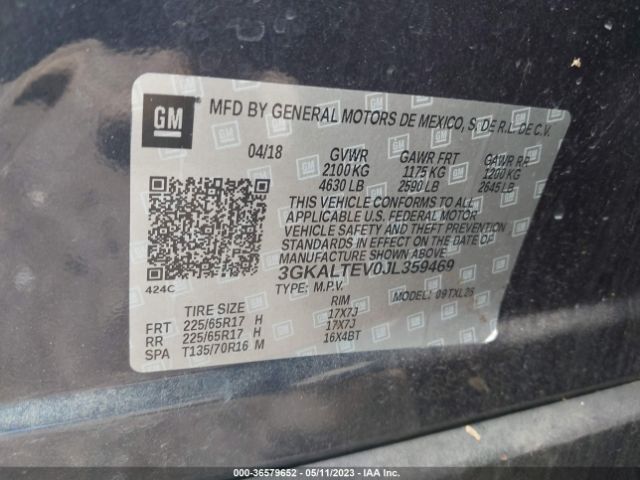 GM MFD BY GENERAL MOTORS DE MEXICO, S. DE R.L. DE C.V.
04/18 GVWR GAWR FRT GAWR RR
2100 KG 1175 KG 1200 KG
4630 LB 2590 LB 2645 LB
THIS VEHICLE CONFORMS TO ALL
APPLICABLE U.S. FEDERAL MOTOR
VEHICLE SAFETY AND THEFT PREVENTION
STANDARDS IN EFFECT ON THE DATE OF
MANUFACTURE SHOWN ABOVE.
3GKALTEV0JL359469
424C TYPE: M.P.V. MODEL: 09TXL26
TIRE SIZE RIM
FRT 225/65R17 H 17X7J
RR 225/65R17 H 17X7J
SPA T135/70R16 M 16X4BT
000-36579652 - 05/11/2023 - IAA Inc.